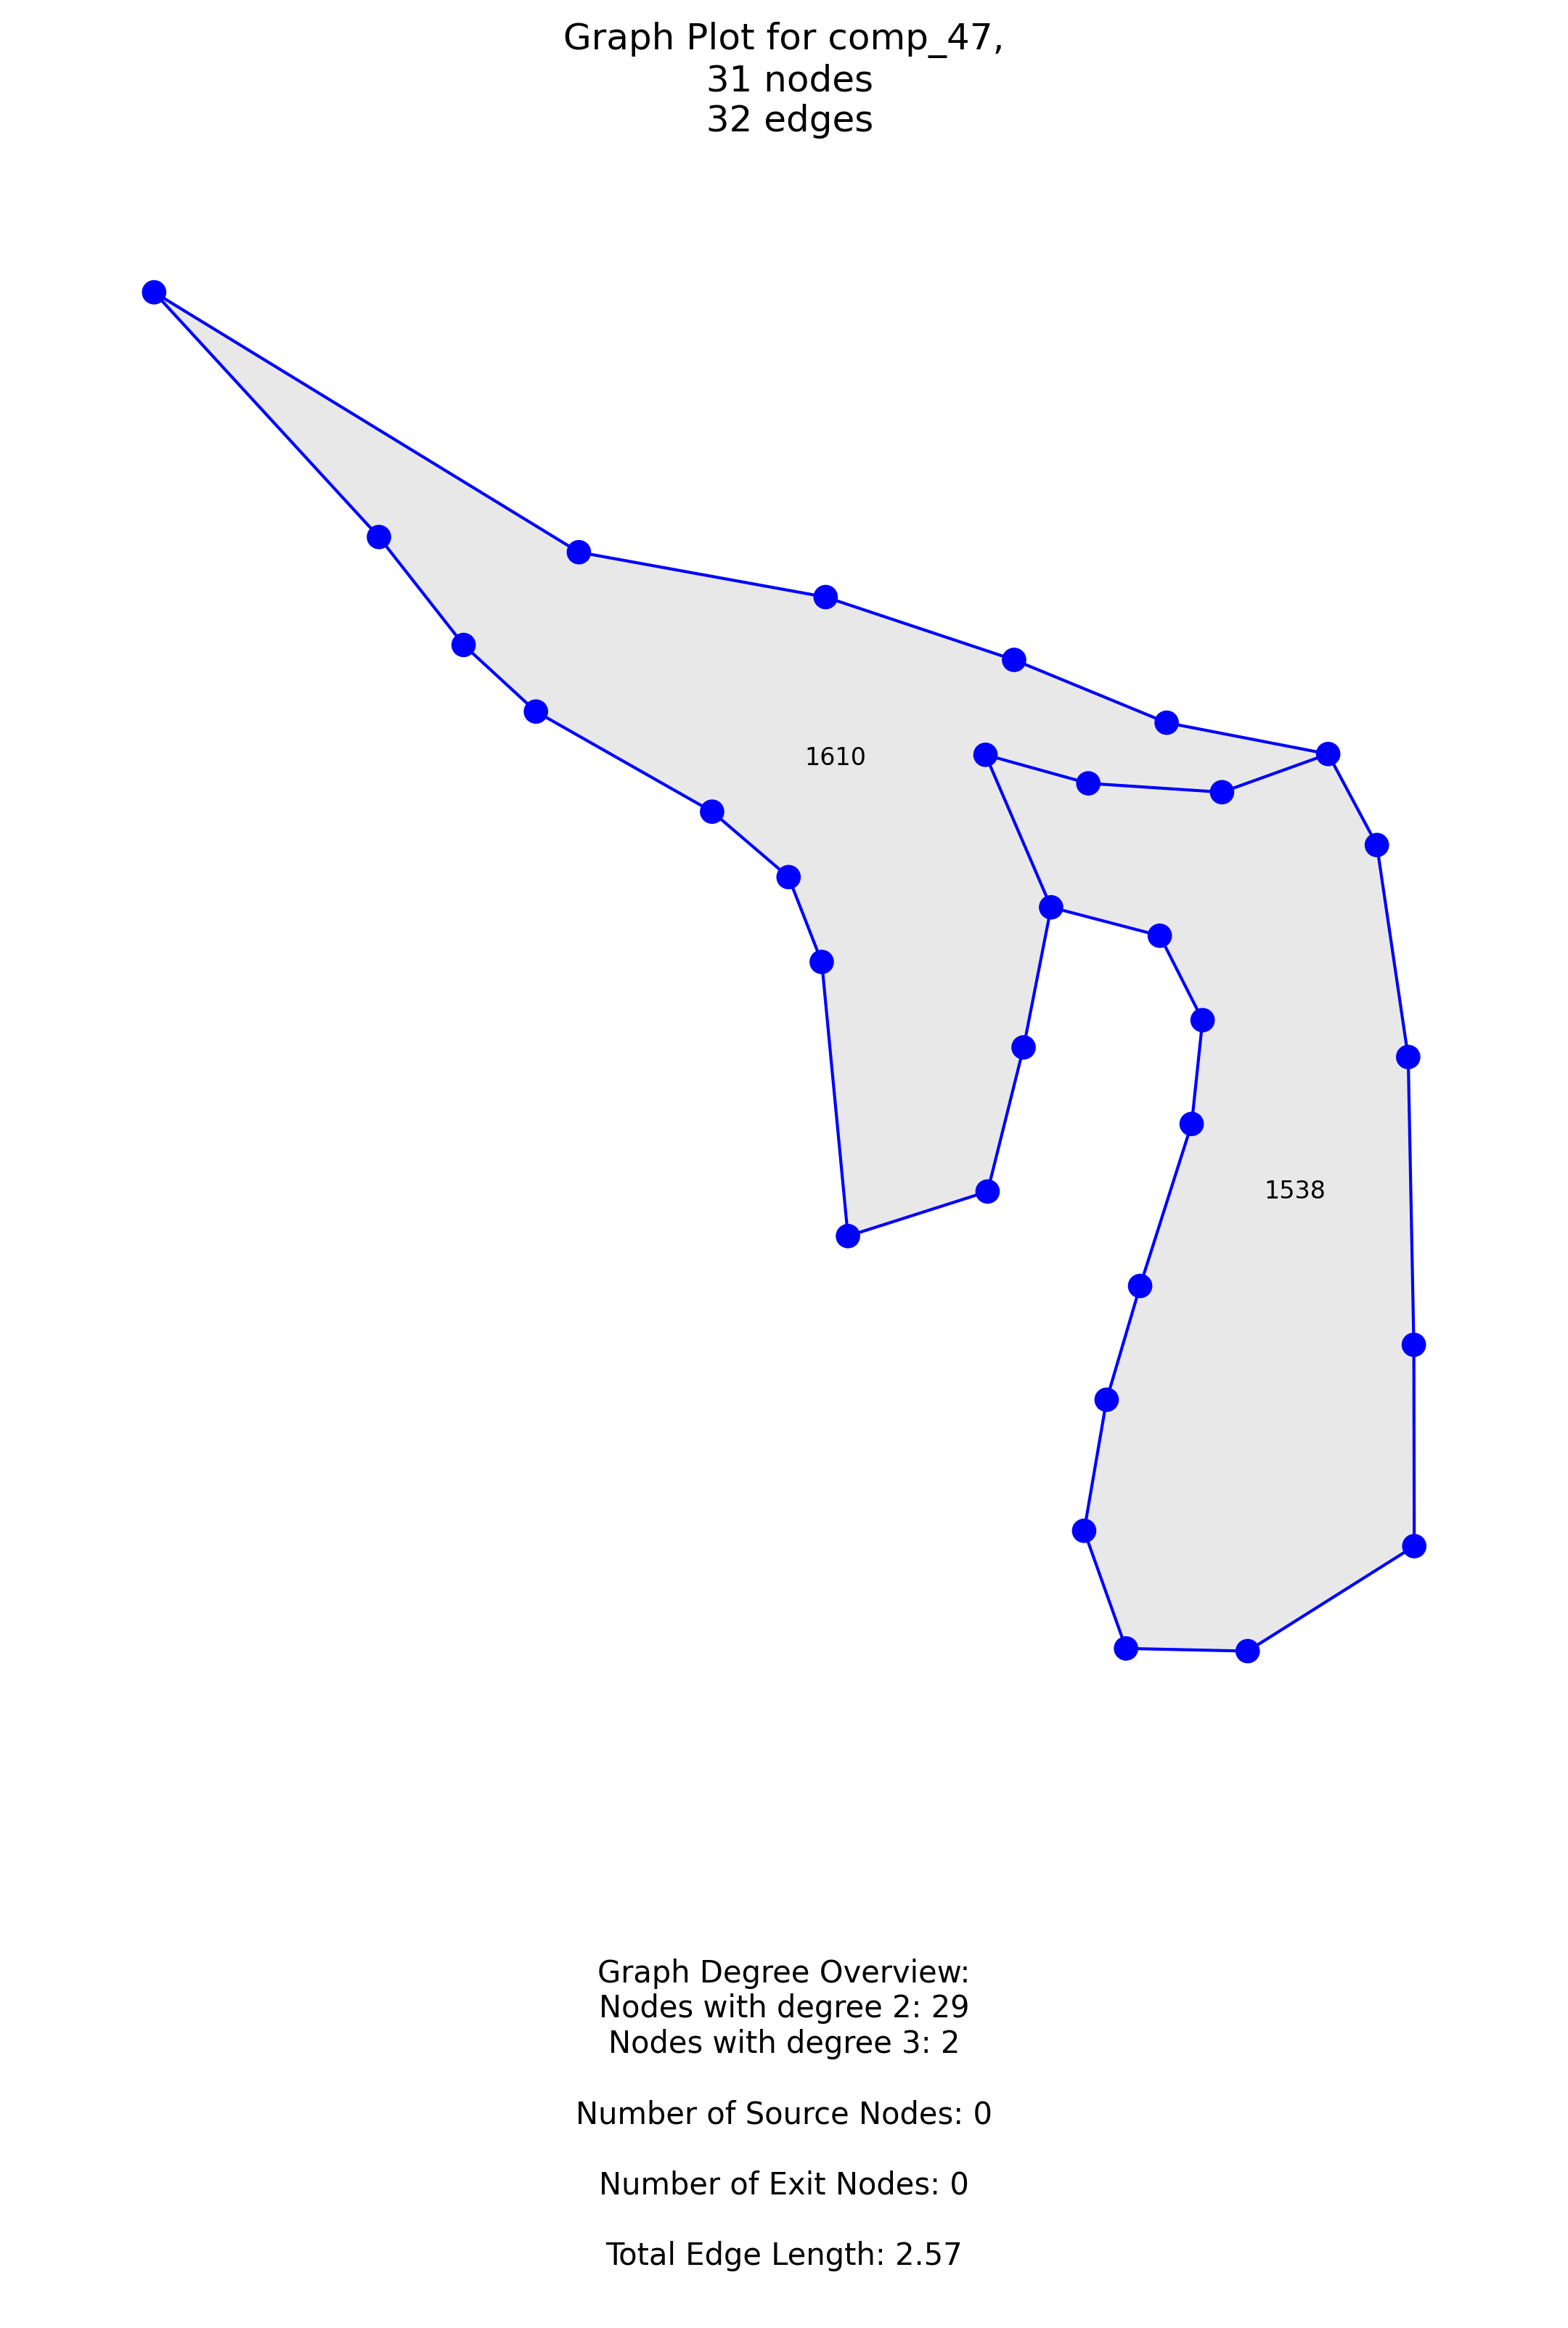 Graph Plot for comp_47,
31 nodes
32 edges
1610
1538
Graph Degree Overview:
Nodes with degree 2: 29
Nodes with degree 3: 2
Number of Source Nodes: 0
Number of Exit Nodes: 0
Total Edge Length: 2.57